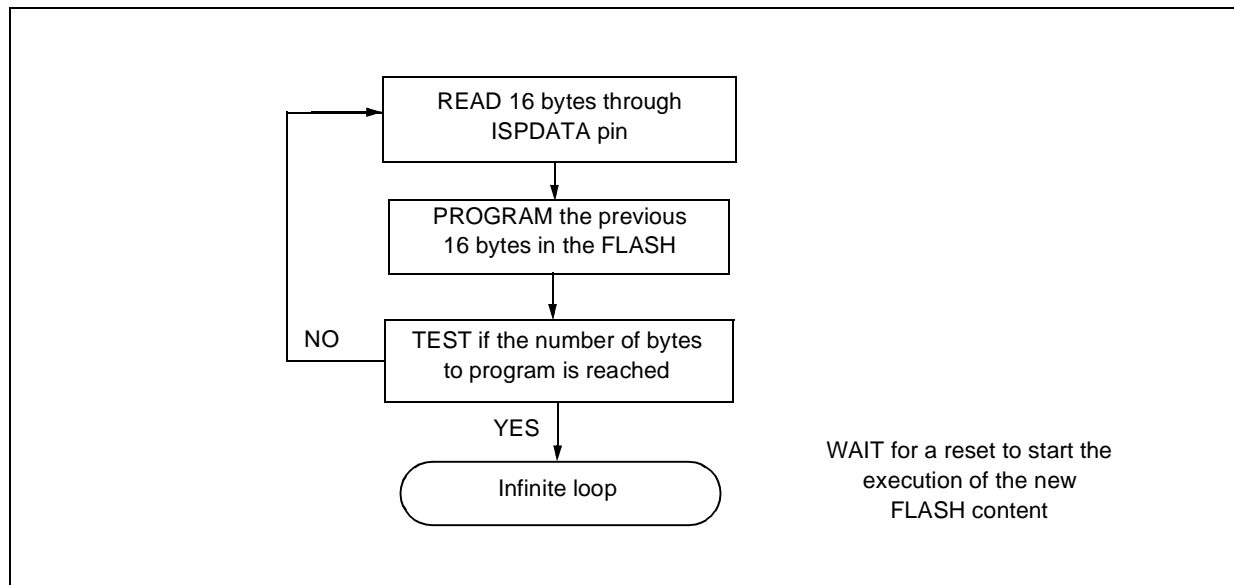 READ 16 bytes through
ISPDATA pin
PROGRAM the previous
16 bytes in the FLASH
NO
TEST if the number of bytes
to program is reached
YES
Infinite loop
WAIT for a reset to start the
execution of the new
FLASH content